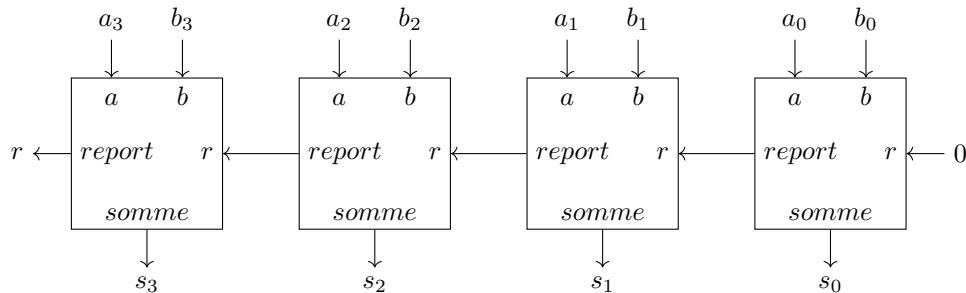 a₃ b₃ a₂ b₂ a₁ b₁ a₀ b₀
a b a b a b a b
r report r report r report r report r 0
somme somme somme somme
s₃ s₂ s₁ s₀